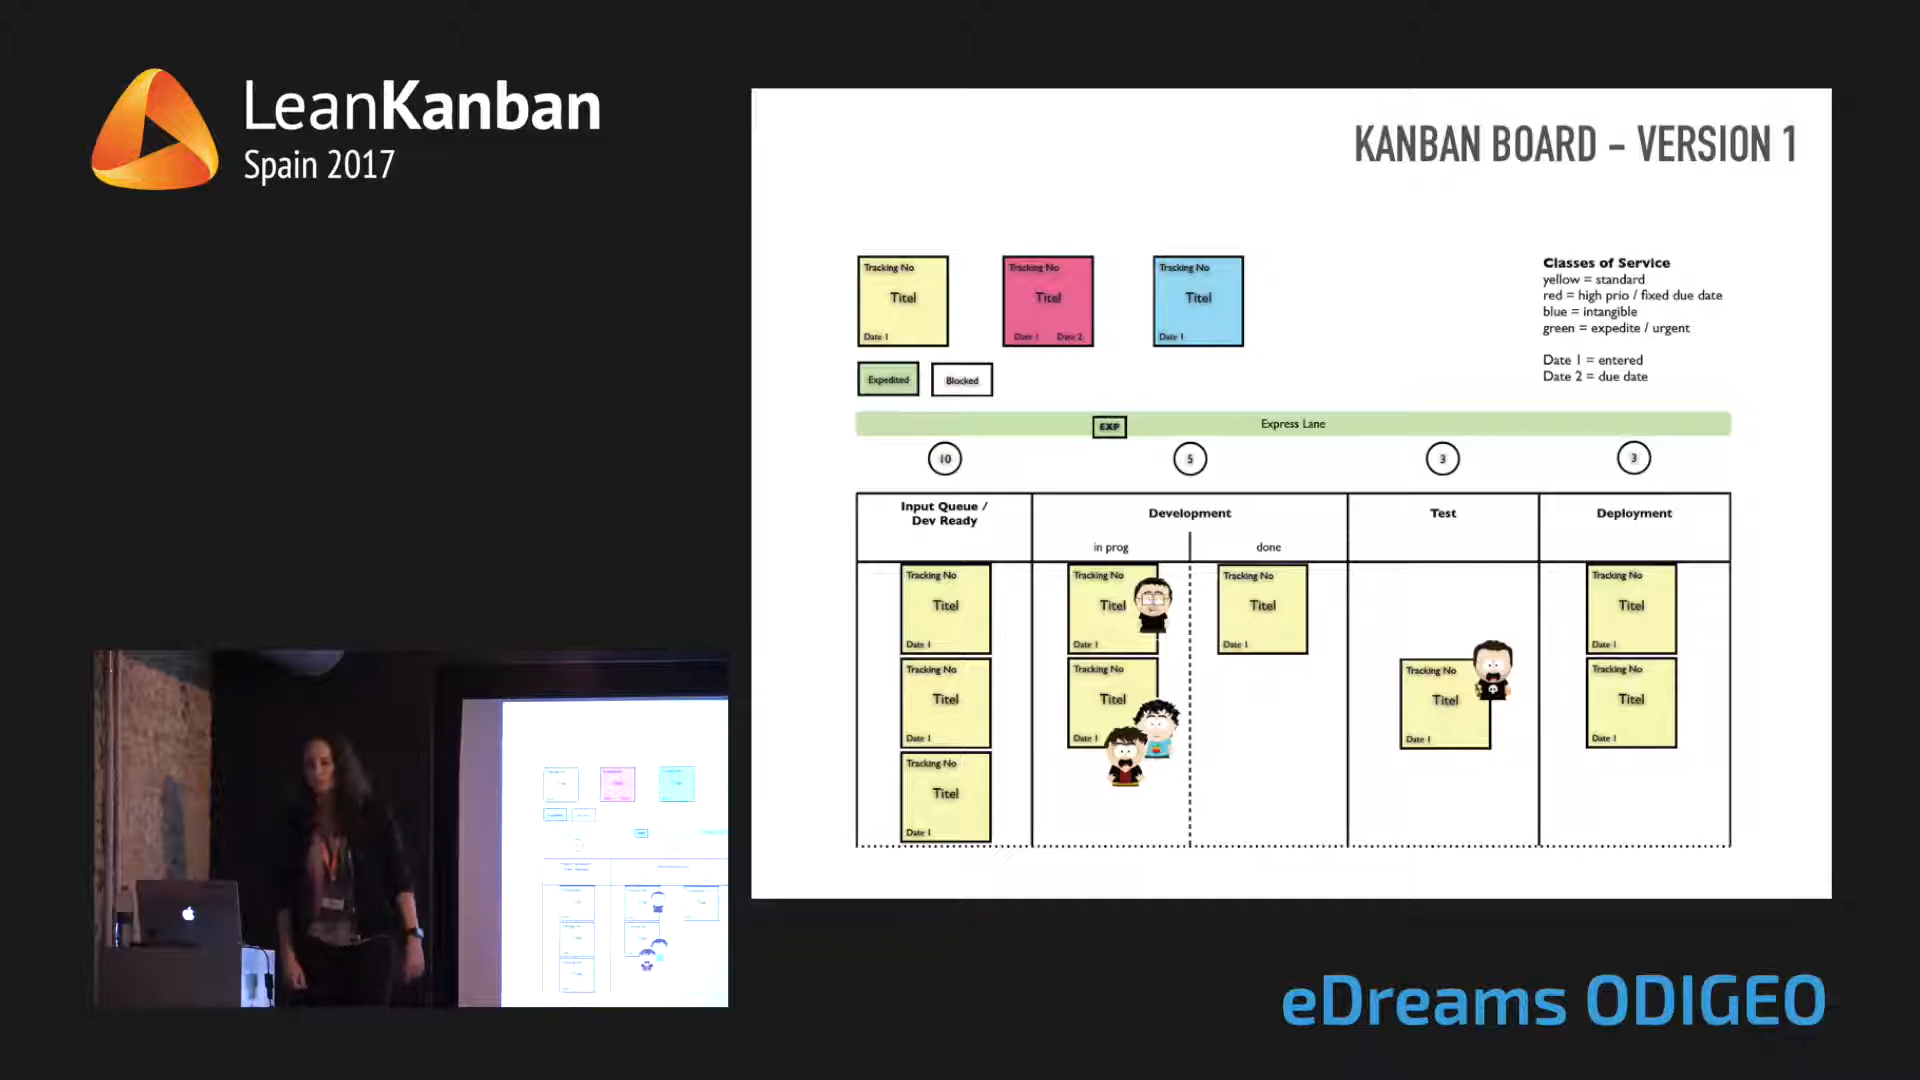 LeanKanban
Spain 2017
KANBAN BOARD – VERSION 1
Tracking No
Titel
Date 1
Tracking No
Titel
Date 1 Date 2
Tracking No
Titel
Date 1
Classes of Service
yellow = standard
red = high prio / fixed due date
blue = intangible
green = expedite / urgent
Date 1 = entered
Date 2 = due date
Expedited
Blocked
EXP
Express Lane
10
5
3
3
Input Queue /
Dev Ready
Development
in prog
done
Test
Deployment
Tracking No
Titel
Date 1
Tracking No
Titel
Date 1
Tracking No
Titel
Date 1
Tracking No
Titel
Date 1
Tracking No
Titel
Date 1
Tracking No
Titel
Date 1
Tracking No
Titel
Date 1
Tracking No
Titel
Date 1
Tracking No
Titel
Date 1
eDreams ODIGEO